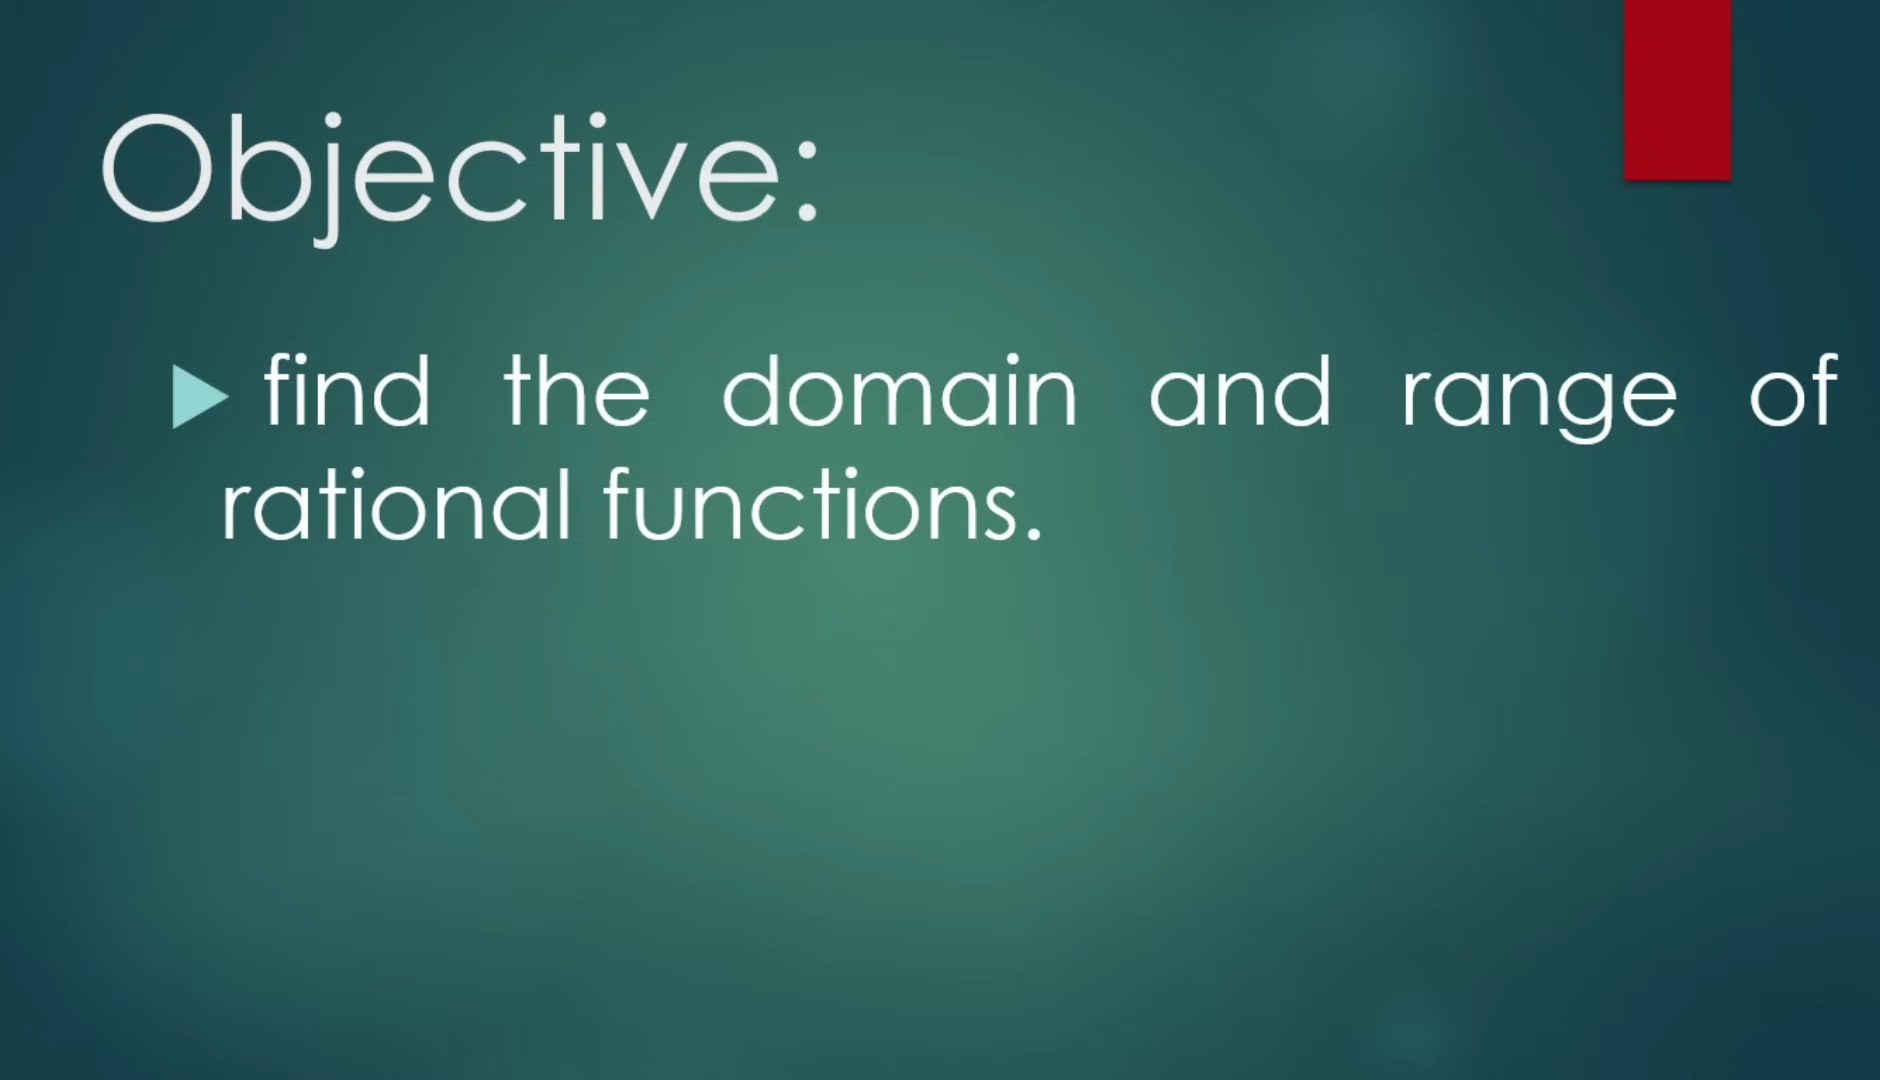 Objective:
find the domain and range of
rational functions.